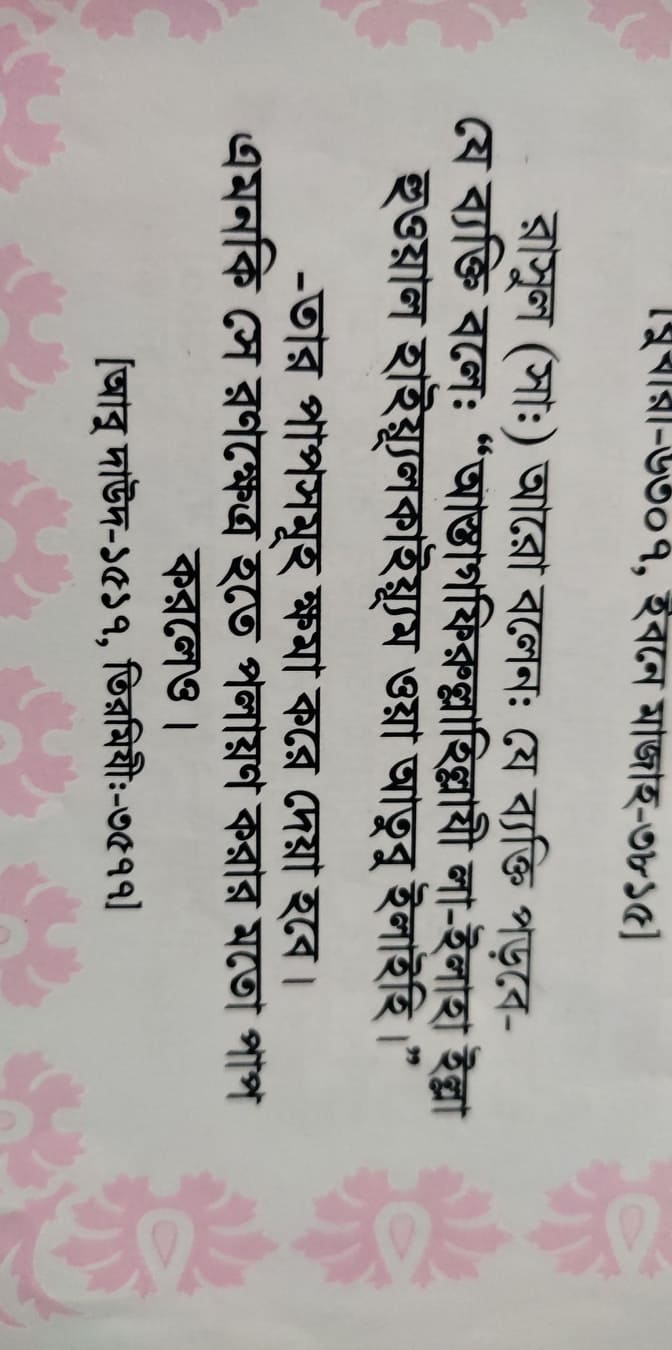 [বুখারী-৬৩০৭, ইবনে মাজাহ-৩৮১৫]
রাসূল (সাঃ) আরো বলেনঃ যে ব্যক্তি পড়বে-
যে ব্যক্তি বলেঃ “আস্তাগফিরুল্লাহিল্লাযী লা-ইলাহা ইল্লা
হুওয়াল হাইয়্যুলকাইয়্যুম ওয়া আতুবু ইলাইহি।”
-তার পাপসমূহ ক্ষমা করে দেয়া হবে।
এমনকি সে রণক্ষেত্র হতে পলায়ণ করার মতো পাপ
করলেও।
[আবু দাউদ-১৫১৭, তিরমিযীঃ-৩৫৭৭]